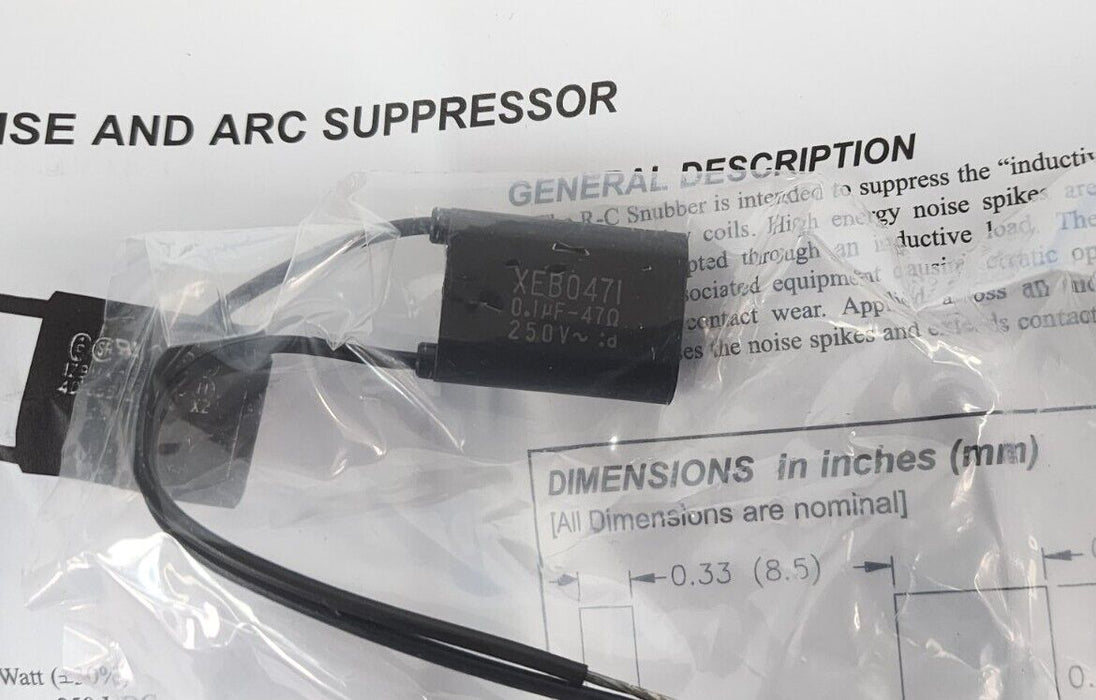 ISE AND ARC SUPPRESSOR
GENERAL DESCRIPTION
R-C Snubber is intended to suppress the "inductiv
coils. High energy noise spikes are
pted through an inductive load. The
sociated equipment causing erratic op
contact wear. Applied across an ind
es the noise spikes and extends contact
XEB0471
0.1µF-47Ω
250V~ :d
X2
DIMENSIONS in inches (mm)
[All Dimensions are nominal]
0.33 (8.5)
0.
Watt